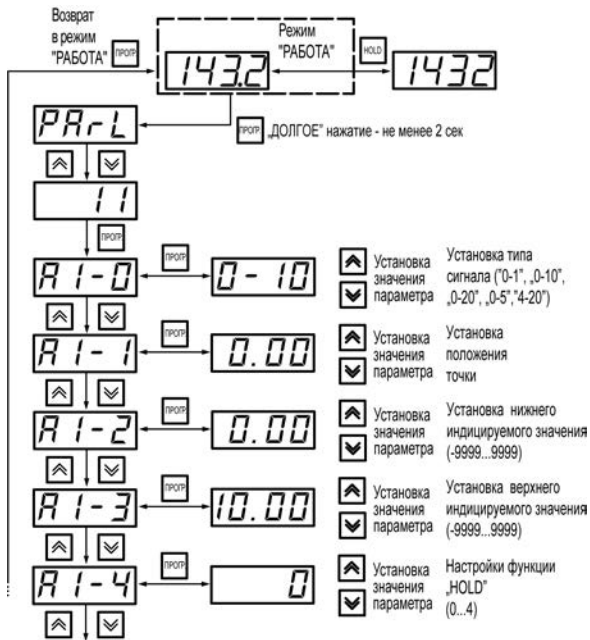 Возврат
в режим
"РАБОТА"
ПРОГР.
Режим
"РАБОТА"
143.2
HOLD
1432
PArL
ПРОГР.
„ДОЛГОЕ" нажатие - не менее 2 сек
11
ПРОГР.
A1-0
ПРОГР.
0-10
Установка
значения
параметра
Установка типа
сигнала ("0-1", „0-10",
„0-20", „0-5","4-20")
A1-1
ПРОГР.
0.00
Установка
значения
параметра
Установка
положения
точки
A1-2
ПРОГР.
0.00
Установка
значения
параметра
Установка нижнего
индицируемого значения
(-9999...9999)
A1-3
ПРОГР.
10.00
Установка
значения
параметра
Установка верхнего
индицируемого значения
(-9999...9999)
A1-4
ПРОГР.
0
Установка
значения
параметра
Настройки функции
„HOLD"
(0...4)